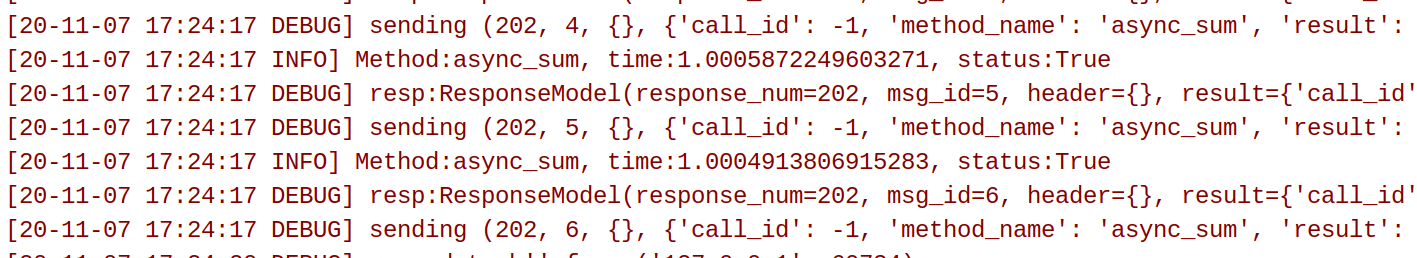 [20-11-07 17:24:17 DEBUG] sending (202, 4, {}, {'call_id': -1, 'method_name': 'async_sum', 'result':
[20-11-07 17:24:17 INFO] Method:async_sum, time:1.0005872249603271, status:True
[20-11-07 17:24:17 DEBUG] resp:ResponseModel(response_num=202, msg_id=5, header={}, result={'call_id'
[20-11-07 17:24:17 DEBUG] sending (202, 5, {}, {'call_id': -1, 'method_name': 'async_sum', 'result':
[20-11-07 17:24:17 INFO] Method:async_sum, time:1.0004913806915283, status:True
[20-11-07 17:24:17 DEBUG] resp:ResponseModel(response_num=202, msg_id=6, header={}, result={'call_id'
[20-11-07 17:24:17 DEBUG] sending (202, 6, {}, {'call_id': -1, 'method_name': 'async_sum', 'result':